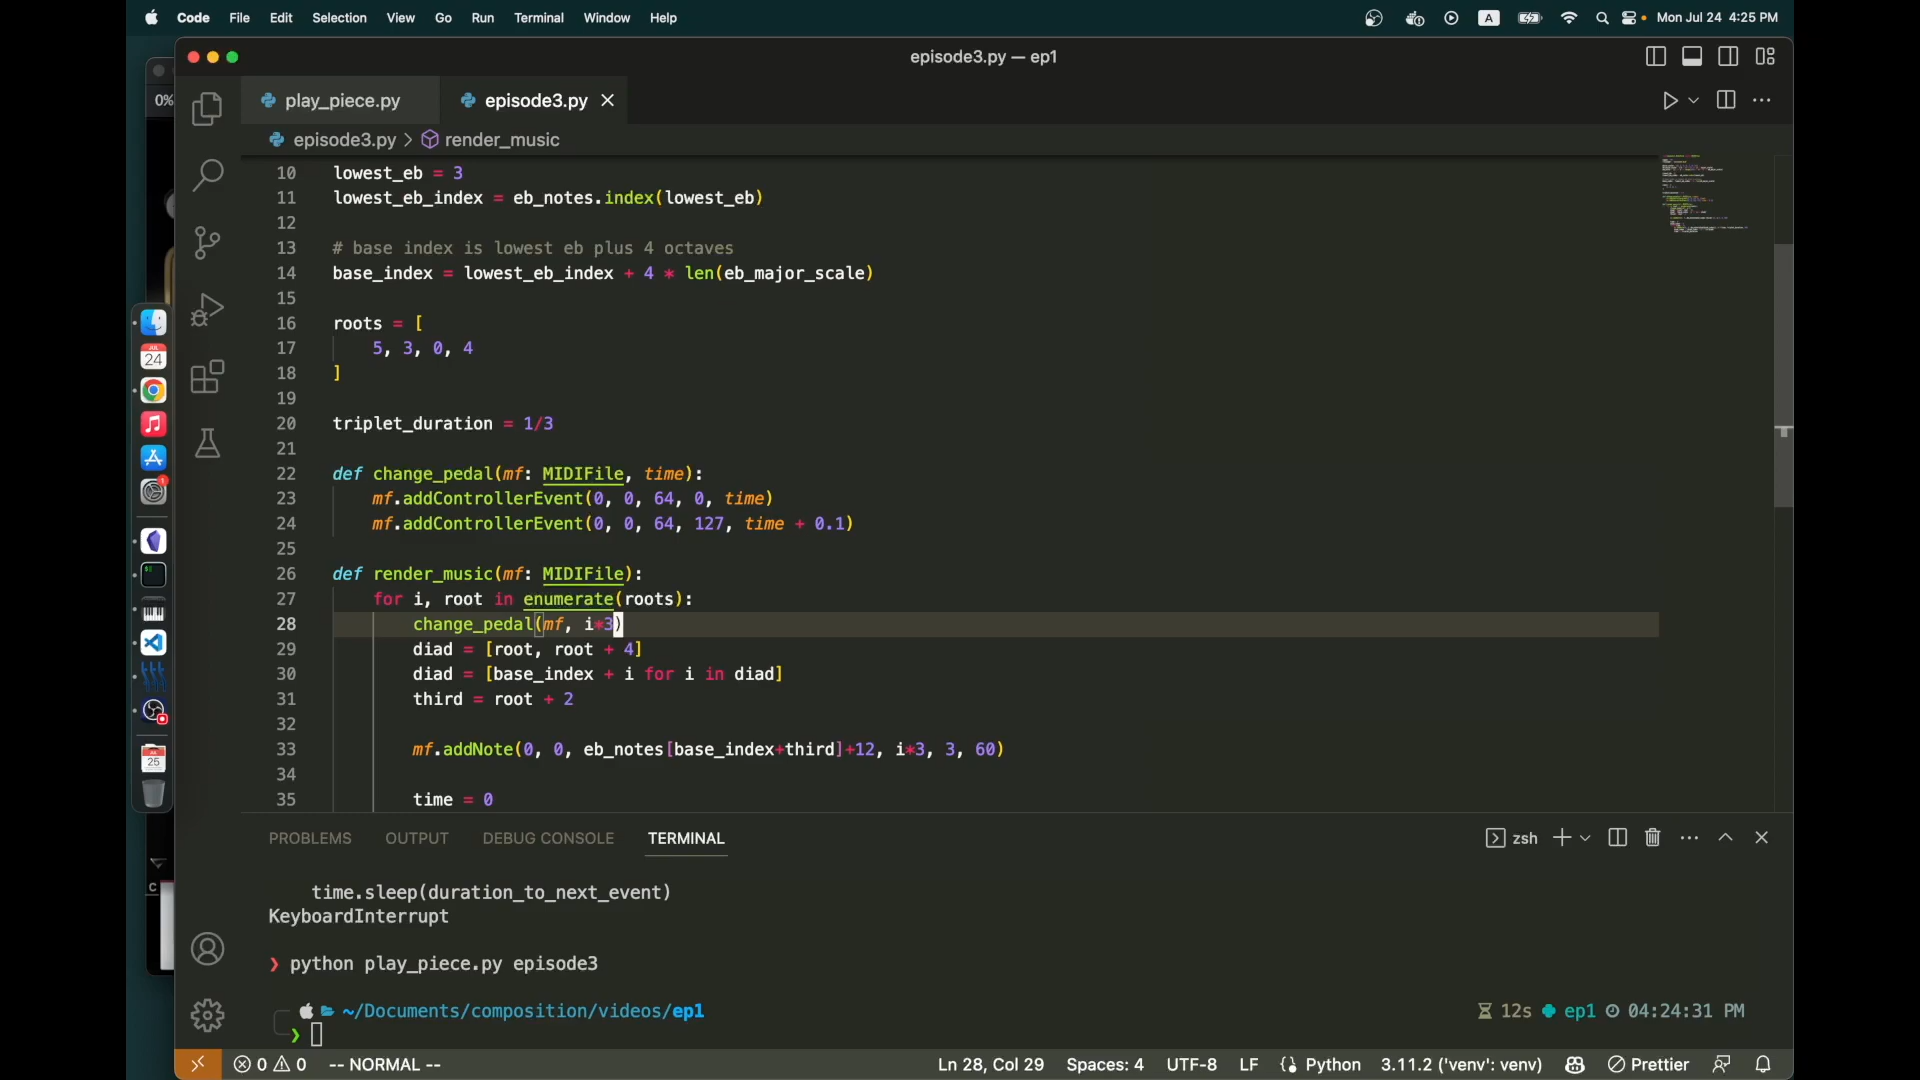 Code File Edit Selection View Go Run Terminal Window Help A Mon Jul 24 4:25 PM
episode3.py — ep1
0%
play_piece.py episode3.py
episode3.py > render_music
10 lowest_eb = 3
11 lowest_eb_index = eb_notes.index(lowest_eb)
12
13 # base index is lowest eb plus 4 octaves
14 base_index = lowest_eb_index + 4 * len(eb_major_scale)
15
16 roots = [
17 5, 3, 0, 4
18 ]
19
20 triplet_duration = 1/3
21
22 def change_pedal(mf: MIDIFile, time):
23 mf.addControllerEvent(0, 0, 64, 0, time)
24 mf.addControllerEvent(0, 0, 64, 127, time + 0.1)
25
26 def render_music(mf: MIDIFile):
27 for i, root in enumerate(roots):
28 change_pedal(mf, i*3)
29 diad = [root, root + 4]
30 diad = [base_index + i for i in diad]
31 third = root + 2
32
33 mf.addNote(0, 0, eb_notes[base_index+third]+12, i*3, 3, 60)
34
35 time = 0
JUL
24
1
25
C
PROBLEMS OUTPUT DEBUG CONSOLE TERMINAL zsh
time.sleep(duration_to_next_event)
KeyboardInterrupt
❯ python play_piece.py episode3
~/Documents/composition/videos/ep1 12s ep1 04:24:31 PM
❯
0 0 -- NORMAL -- Ln 28, Col 29 Spaces: 4 UTF-8 LF Python 3.11.2 ('venv': venv) Prettier